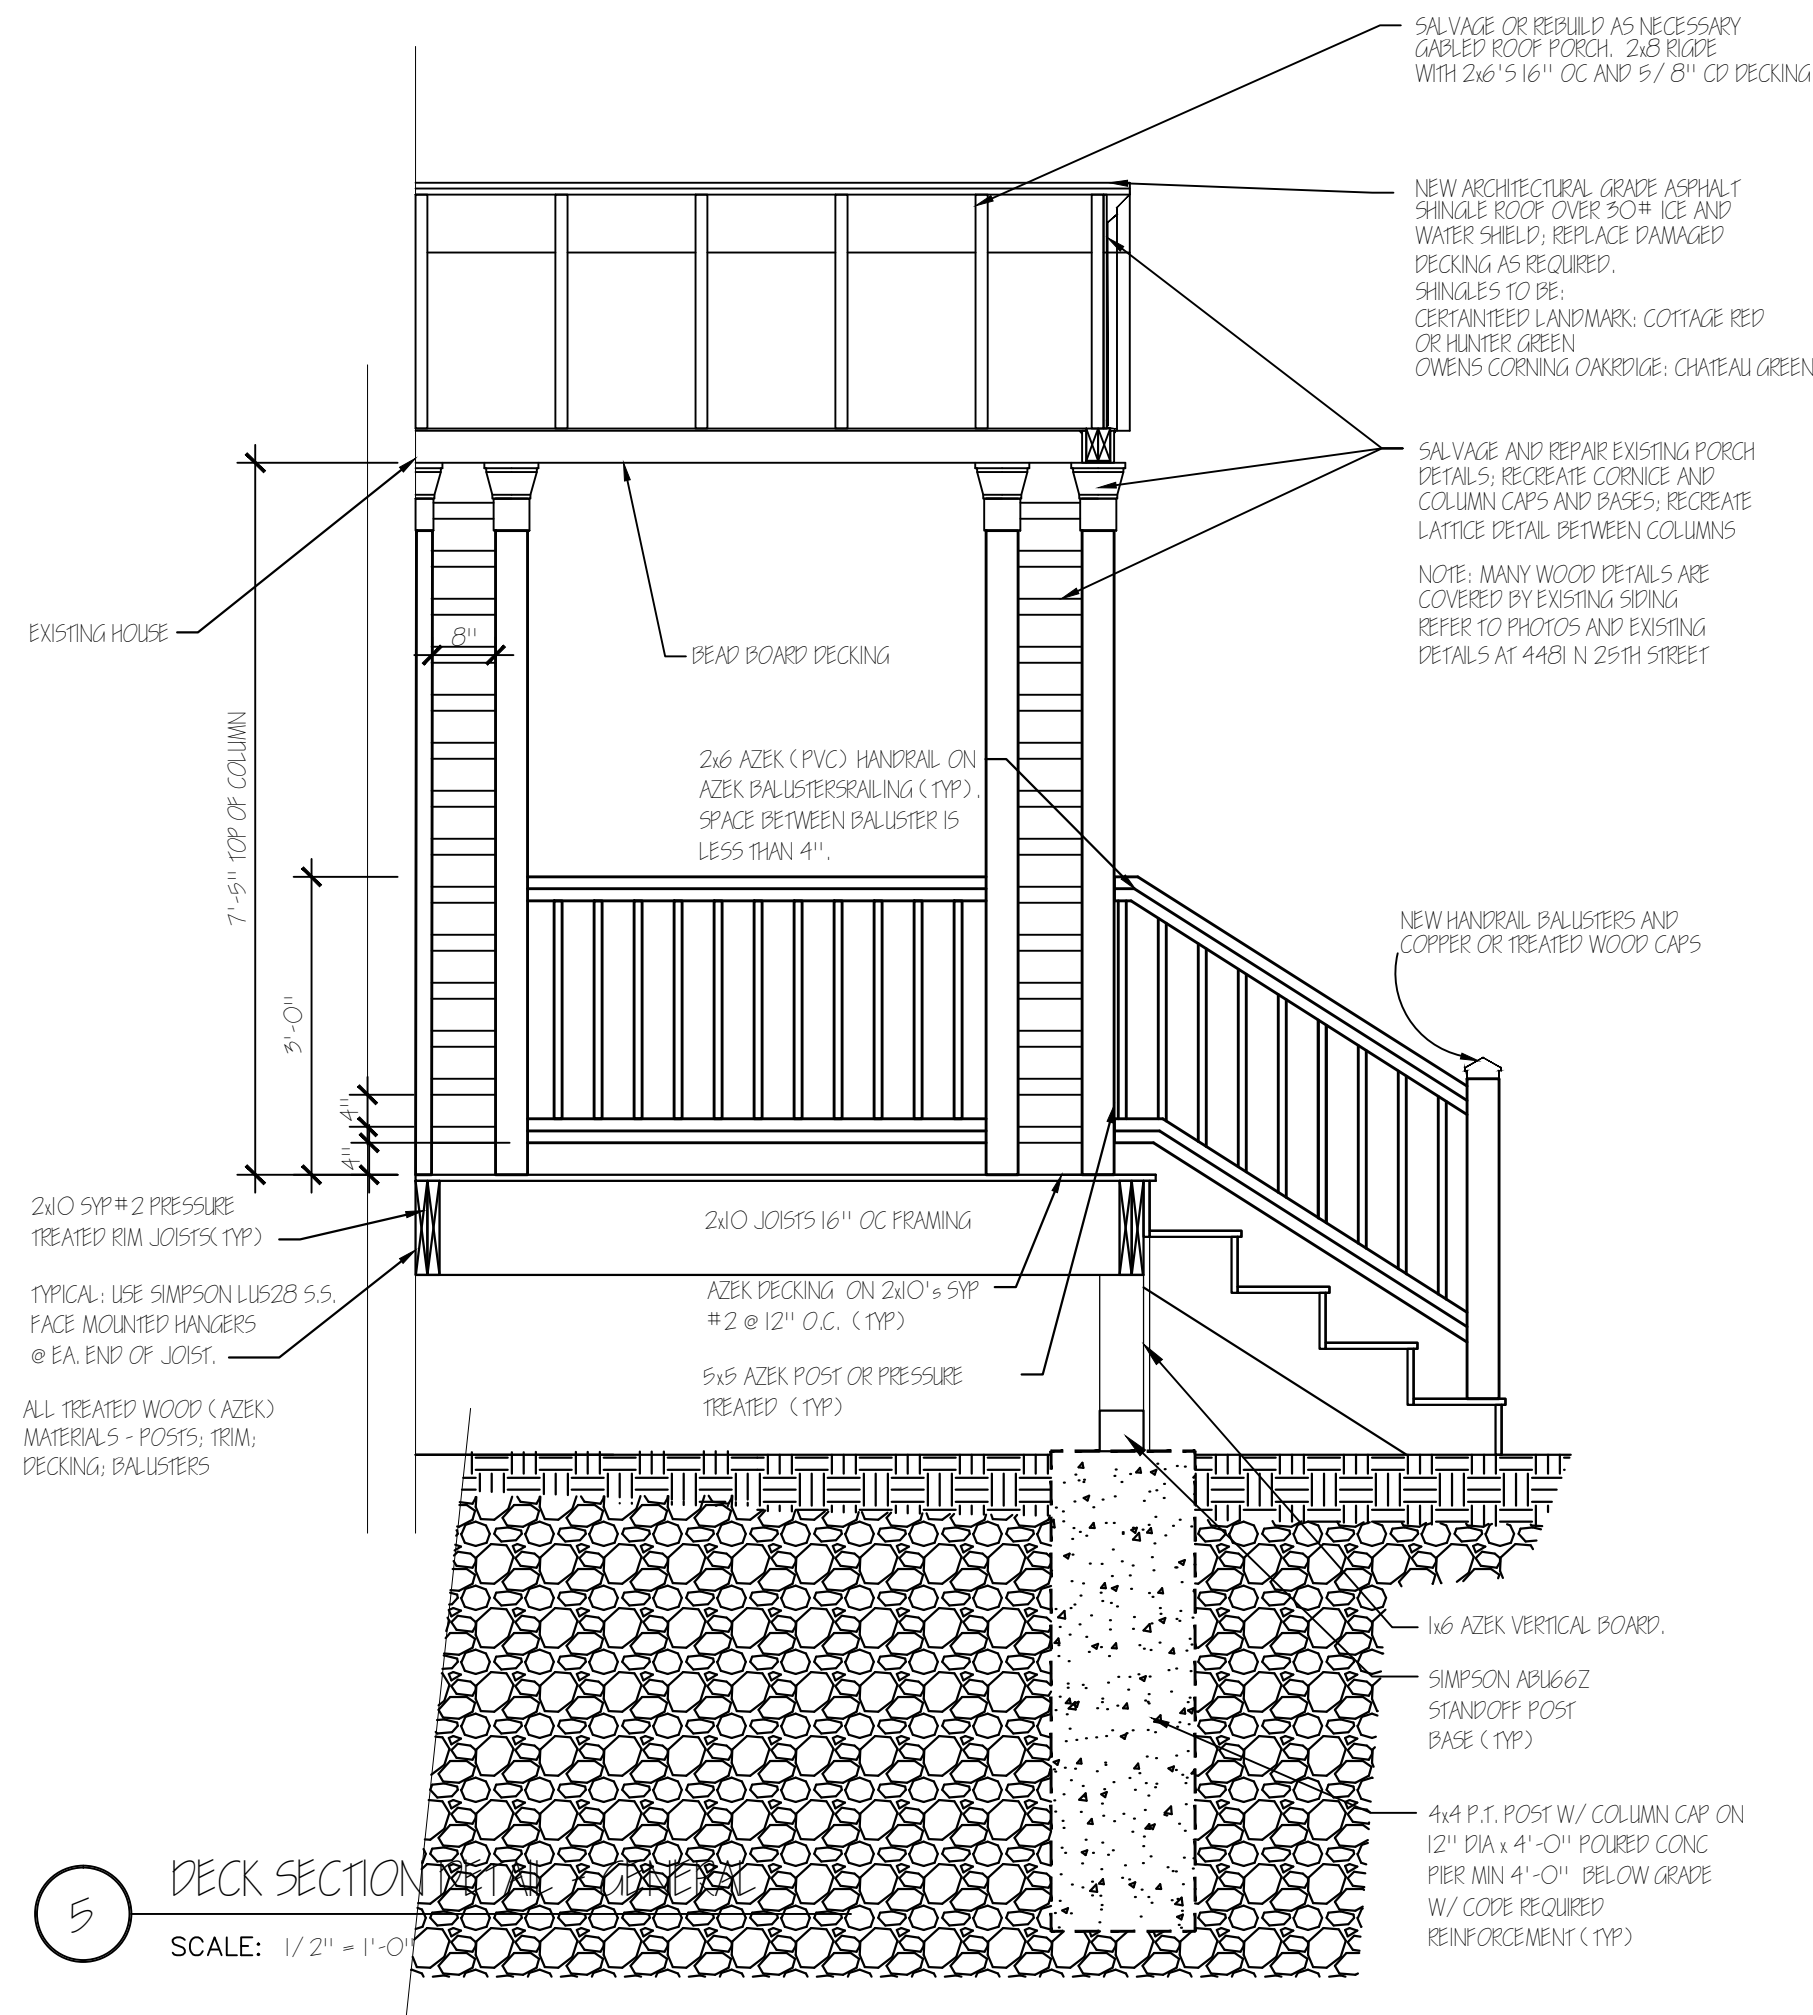 SALVAGE OR REBUILD AS NECESSARY
GABLED ROOF PORCH. 2x8 RIGDE
WITH 2x6'S 16" OC AND 5/8" CD DECKING
NEW ARCHITECTURAL GRADE ASPHALT
SHINGLE ROOF OVER 30# ICE AND
WATER SHIELD; REPLACE DAMAGED
DECKING AS REQUIRED.
SHINGLES TO BE:
CERTAINTEED LANDMARK: COTTAGE RED
OR HUNTER GREEN
OWENS CORNING OAKRDIGE: CHATEAU GREEN
SALVAGE AND REPAIR EXISTING PORCH
DETAILS; RECREATE CORNICE AND
COLUMN CAPS AND BASES; RECREATE
LATTICE DETAIL BETWEEN COLUMNS
NOTE: MANY WOOD DETAILS ARE
COVERED BY EXISTING SIDING
REFER TO PHOTOS AND EXISTING
DETAILS AT 4481 N 25TH STREET
EXISTING HOUSE
8"
BEAD BOARD DECKING
7'-5" TOP OF COLUMN
2x6 AZEK (PVC) HANDRAIL ON
AZEK BALUSTERSRAILING (TYP).
SPACE BETWEEN BALUSTER IS
LESS THAN 4".
NEW HANDRAIL BALUSTERS AND
COPPER OR TREATED WOOD CAPS
3'-0"
4"
4"
2x10 SYP#2 PRESSURE
TREATED RIM JOISTS(TYP)
2x10 JOISTS 16" OC FRAMING
TYPICAL: USE SIMPSON LUS28 S.S.
FACE MOUNTED HANGERS
@ EA. END OF JOIST.
AZEK DECKING ON 2x10's SYP
#2 @ 12" O.C. (TYP)
5x5 AZEK POST OR PRESSURE
TREATED (TYP)
ALL TREATED WOOD (AZEK)
MATERIALS - POSTS; TRIM;
DECKING; BALUSTERS
1x6 AZEK VERTICAL BOARD.
SIMPSON ABU66Z
STANDOFF POST
BASE (TYP)
4x4 P.T. POST W/ COLUMN CAP ON
12" DIA x 4'-0" POURED CONC
PIER MIN 4'-0" BELOW GRADE
W/ CODE REQUIRED
REINFORCEMENT (TYP)
5
DECK SECTION DETAIL - GENERAL
SCALE: 1/2" = 1'-0"